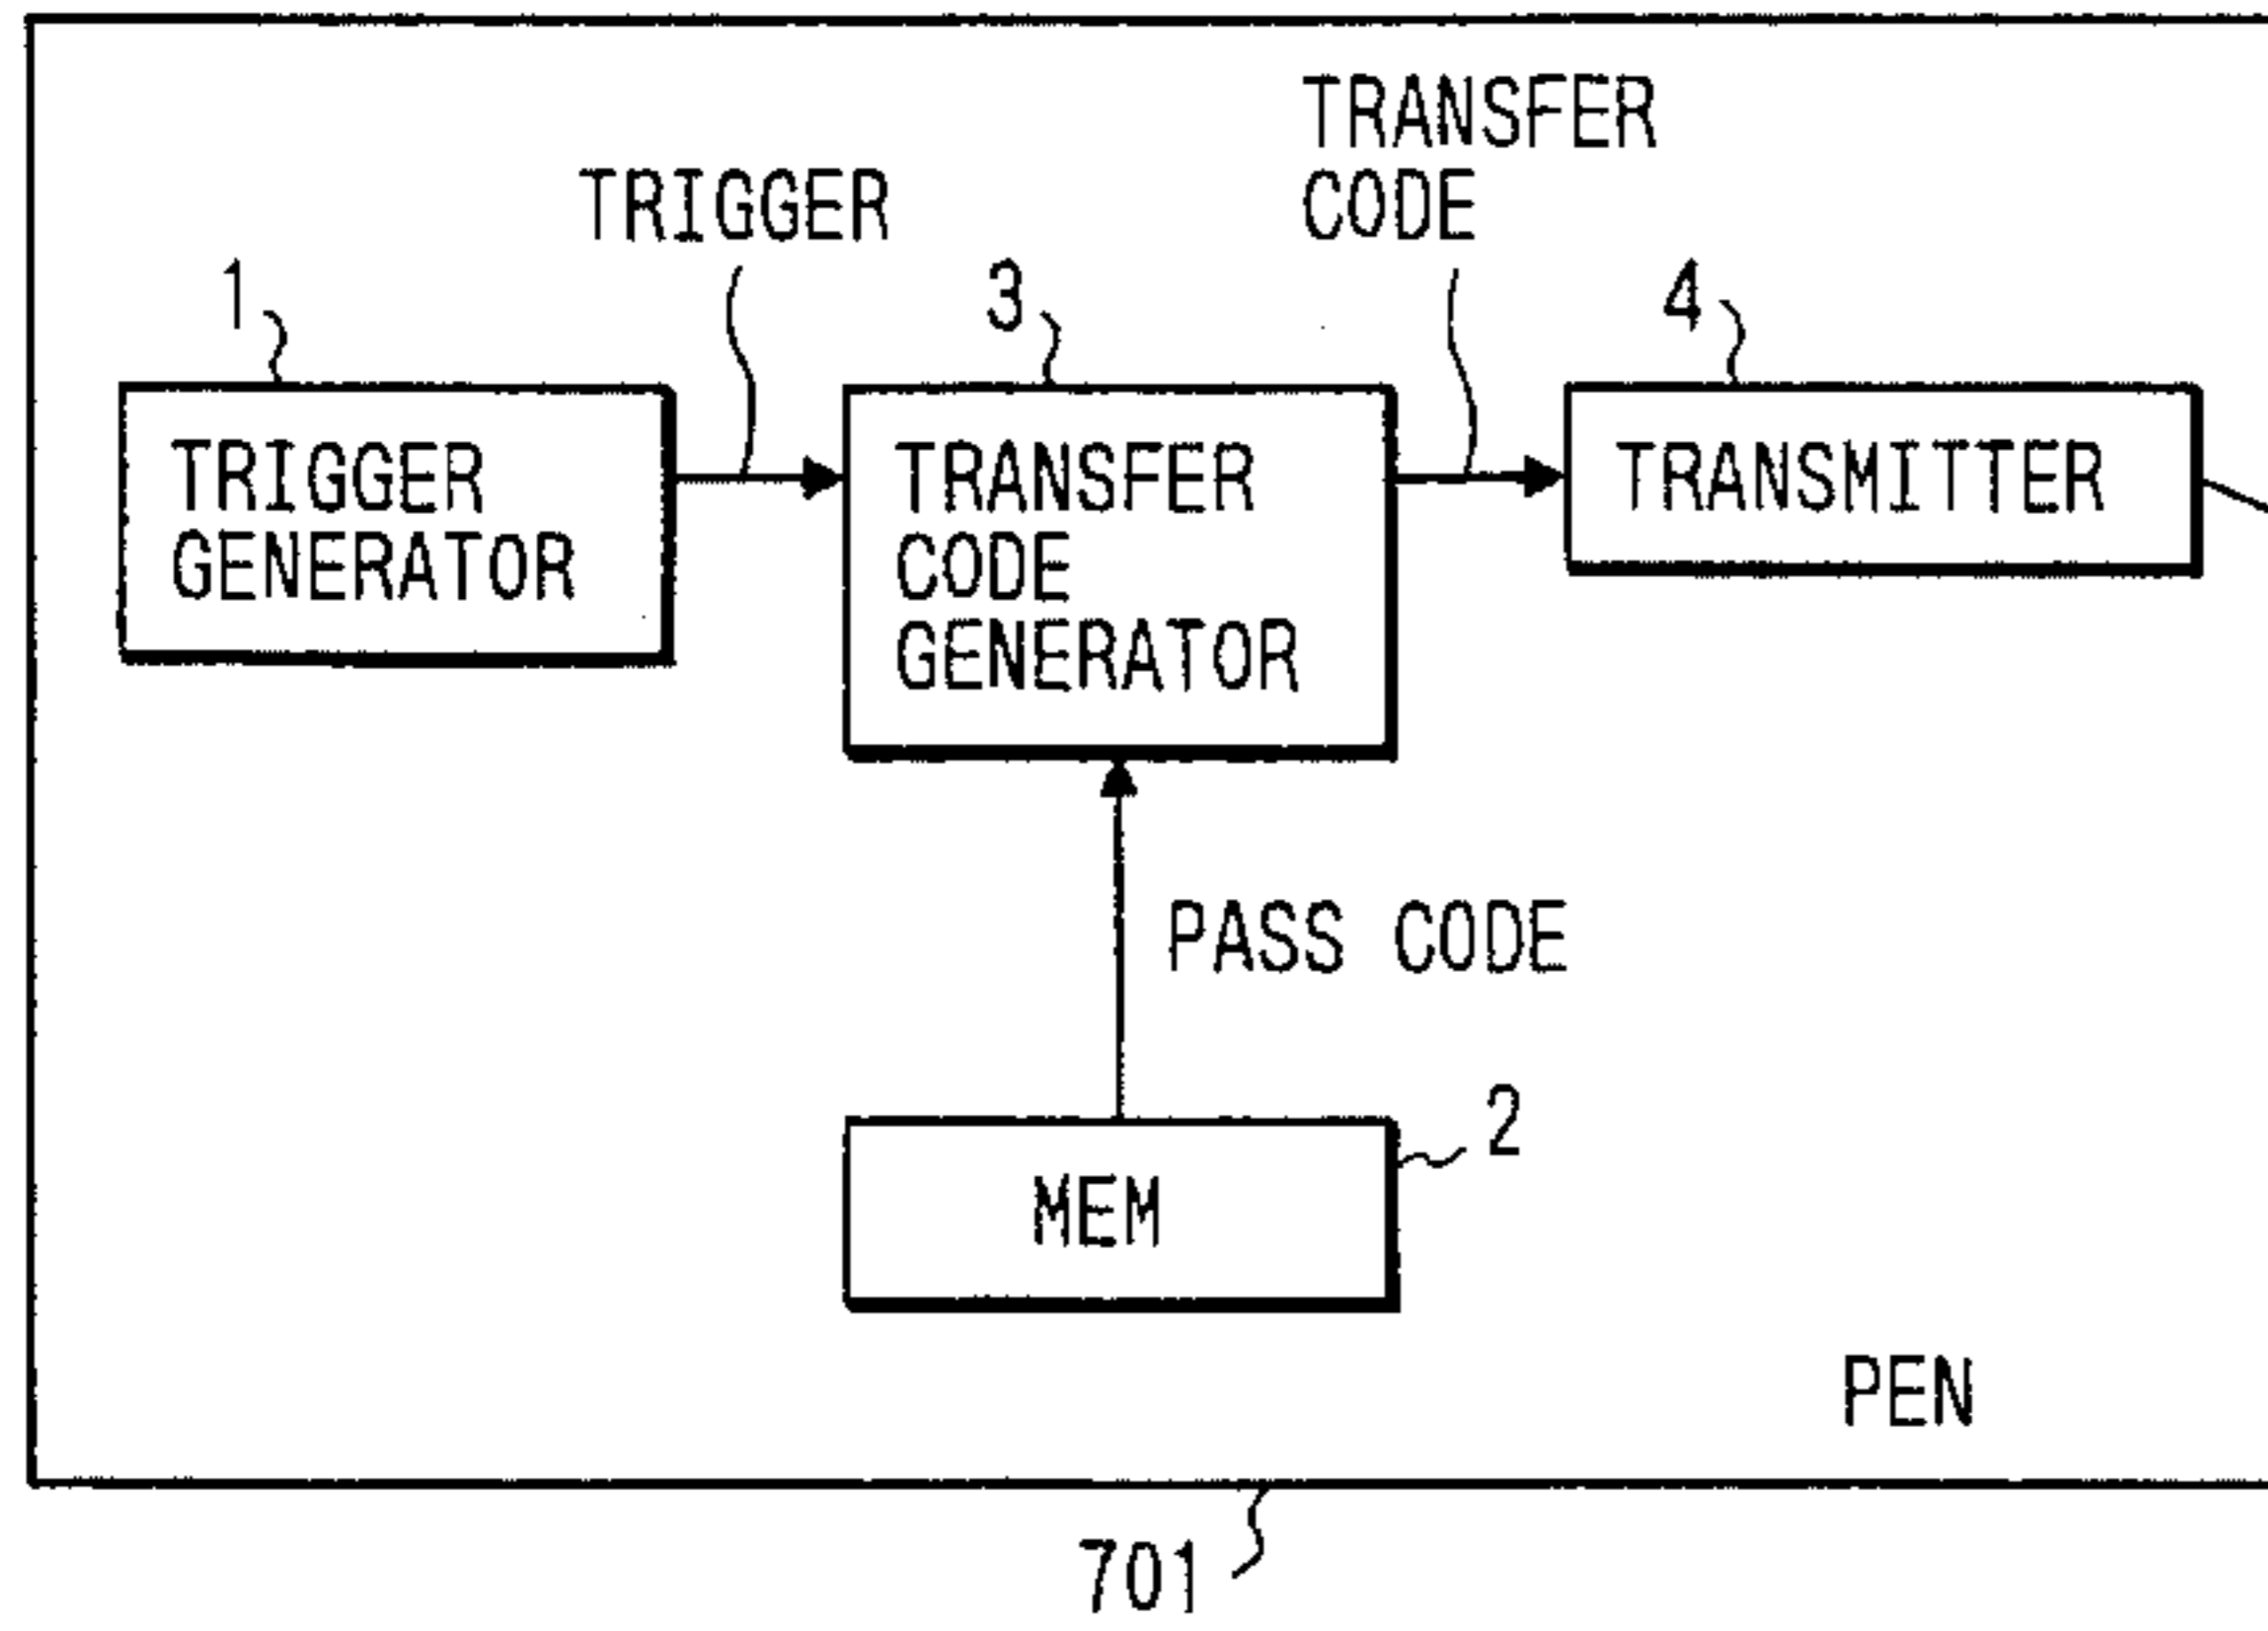 TRANSFER
CODE
TRIGGER
1
3
4
TRIGGER
GENERATOR
TRANSFER
CODE
GENERATOR
TRANSMITTER
PASS CODE
2
MEM
PEN
701